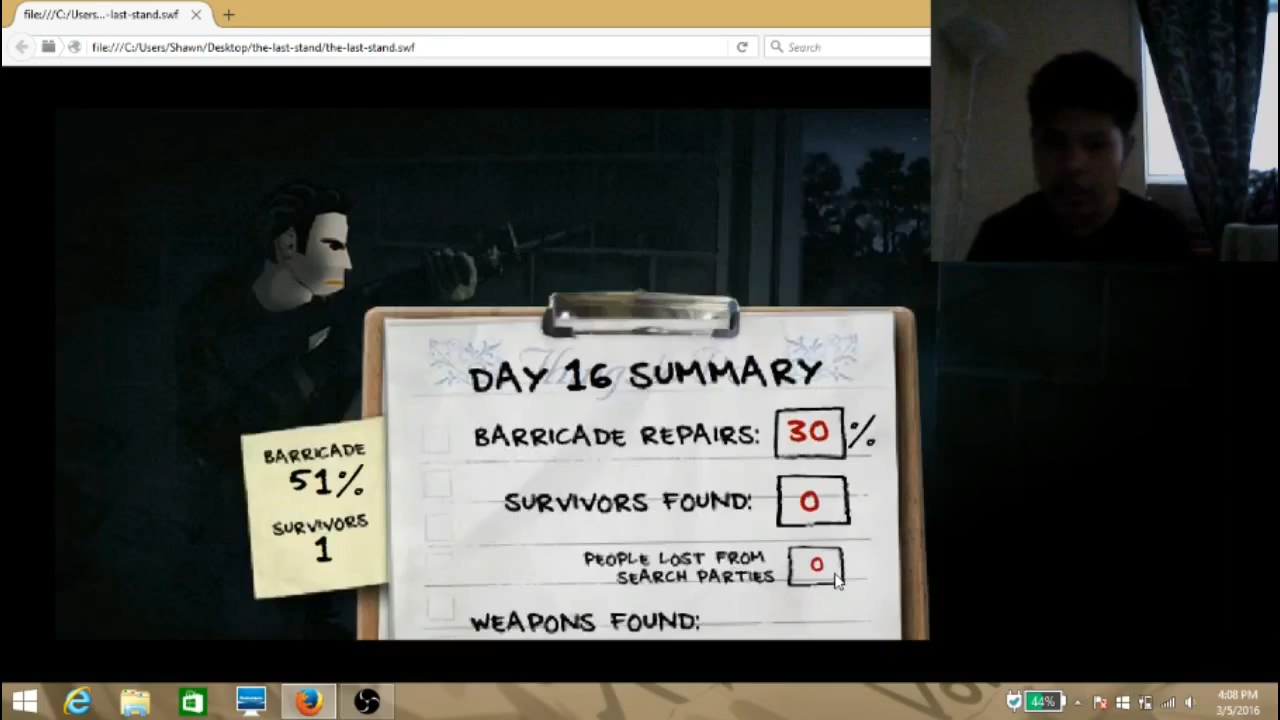 file:///C:/Users...-last-stand.swf
file:///C:/Users/Shawn/Desktop/the-last-stand/the-last-stand.swf
Search
DAY 16 SUMMARY
BARRICADE REPAIRS: 30 %
SURVIVORS FOUND: 0
PEOPLE LOST FROM
SEARCH PARTIES 0
WEAPONS FOUND:
BARRICADE
51%
SURVIVORS
1
44%
4:08 PM
3/5/2016